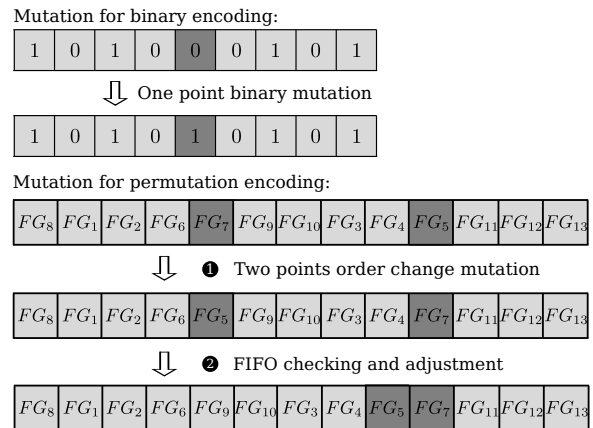 Mutation for binary encoding:
1 0 1 0 0 0 1 0 1
One point binary mutation
1 0 1 0 1 0 1 0 1
Mutation for permutation encoding:
FG8 FG1 FG2 FG6 FG7 FG9 FG10 FG3 FG4 FG5 FG11 FG12 FG13
❶ Two points order change mutation
FG8 FG1 FG2 FG6 FG5 FG9 FG10 FG3 FG4 FG7 FG11 FG12 FG13
❷ FIFO checking and adjustment
FG8 FG1 FG2 FG6 FG9 FG10 FG3 FG4 FG5 FG7 FG11 FG12 FG13